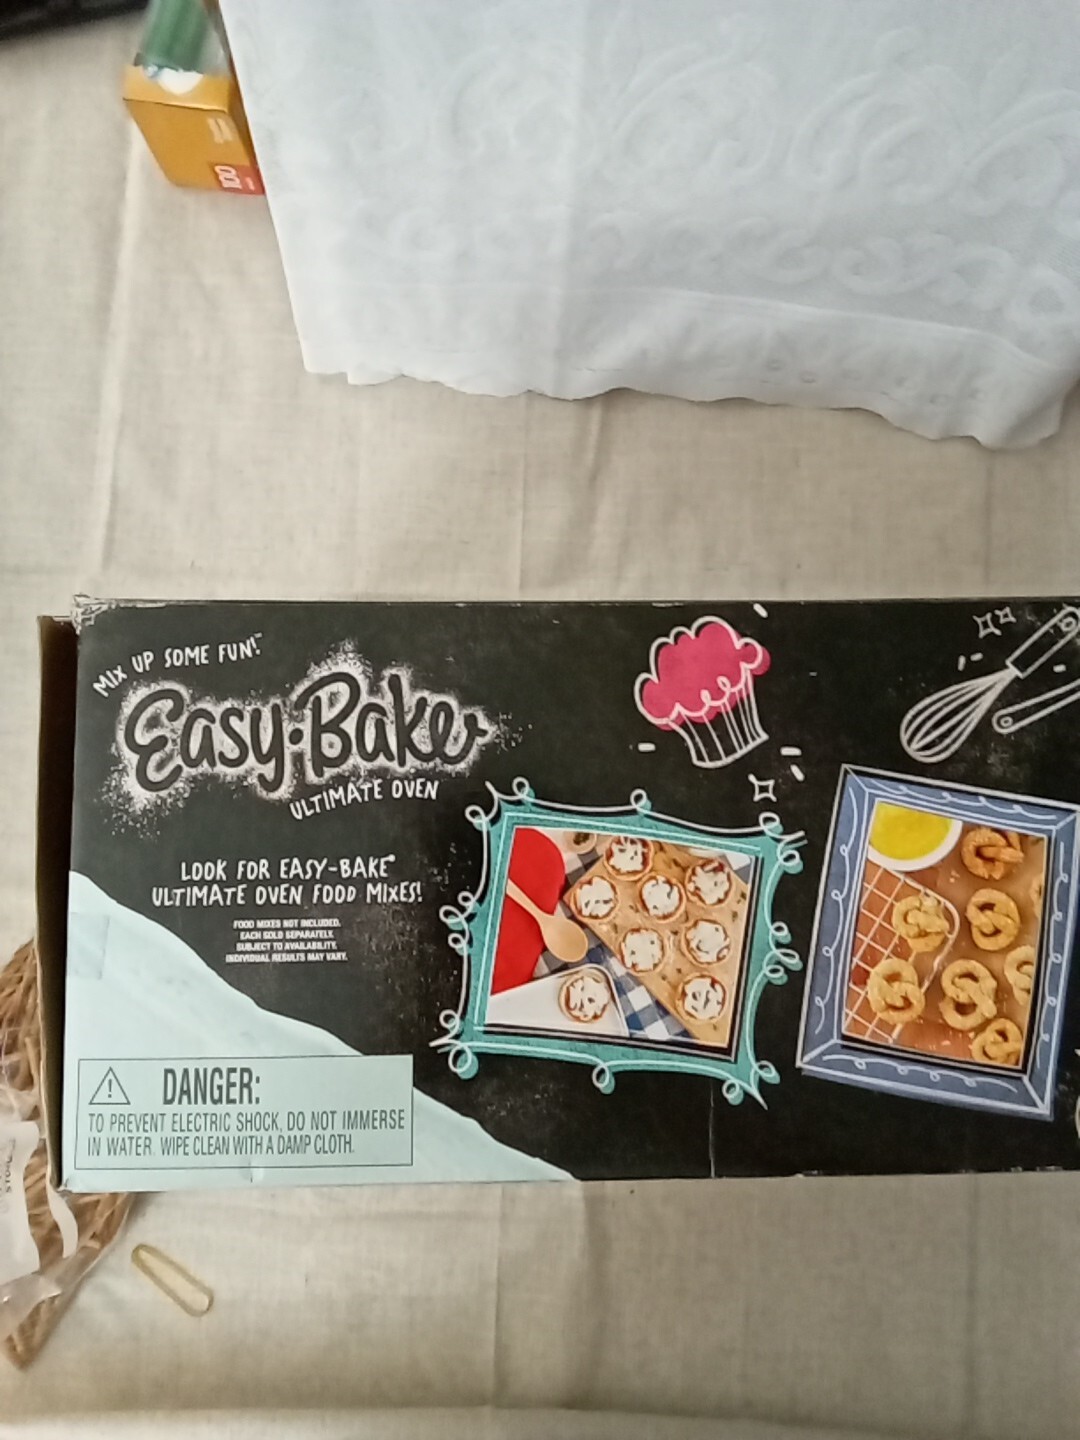 100
MIX UP SOME FUN!™
Easy·Bake
ULTIMATE OVEN
LOOK FOR EASY-BAKE®
ULTIMATE OVEN FOOD MIXES!
FOOD MIXES NOT INCLUDED.
EACH SOLD SEPARATELY.
SUBJECT TO AVAILABILITY.
INDIVIDUAL RESULTS MAY VARY.
DANGER:
TO PREVENT ELECTRIC SHOCK, DO NOT IMMERSE
IN WATER. WIPE CLEAN WITH A DAMP CLOTH.